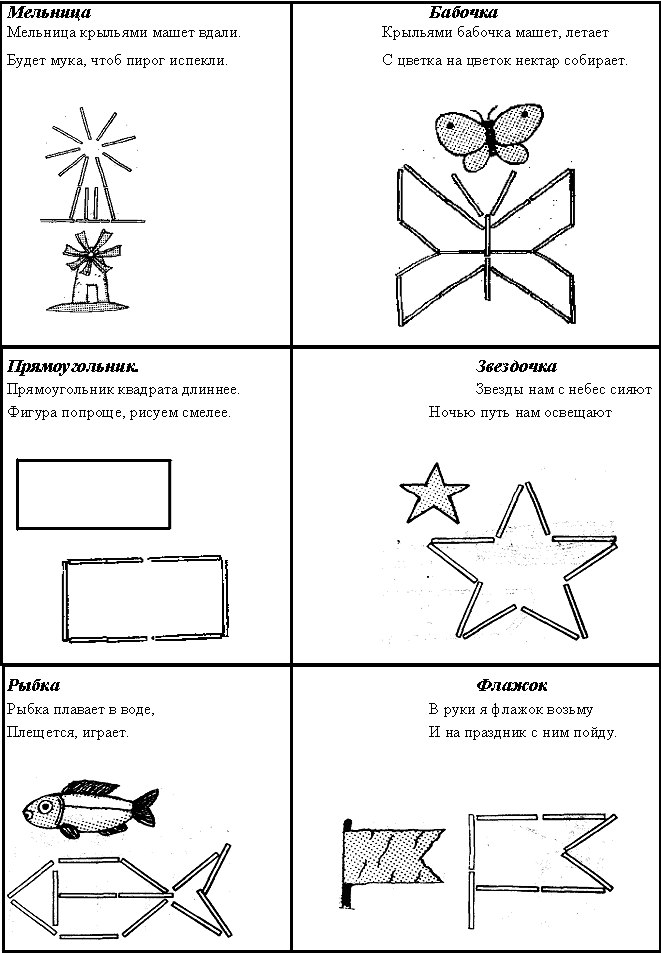 Мельница
Мельница крыльями машет вдали.
Будет мука, чтоб пирог испекли.
Бабочка
Крыльями бабочка машет, летает
С цветка на цветок нектар собирает.
Прямоугольник.
Прямоугольник квадрата длиннее.
Фигура попроще, рисуем смелее.
Звездочка
Звезды нам с небес сияют
Ночью путь нам освещают
Рыбка
Рыбка плавает в воде,
Плещется, играет.
Флажок
В руки я флажок возьму
И на праздник с ним пойду.